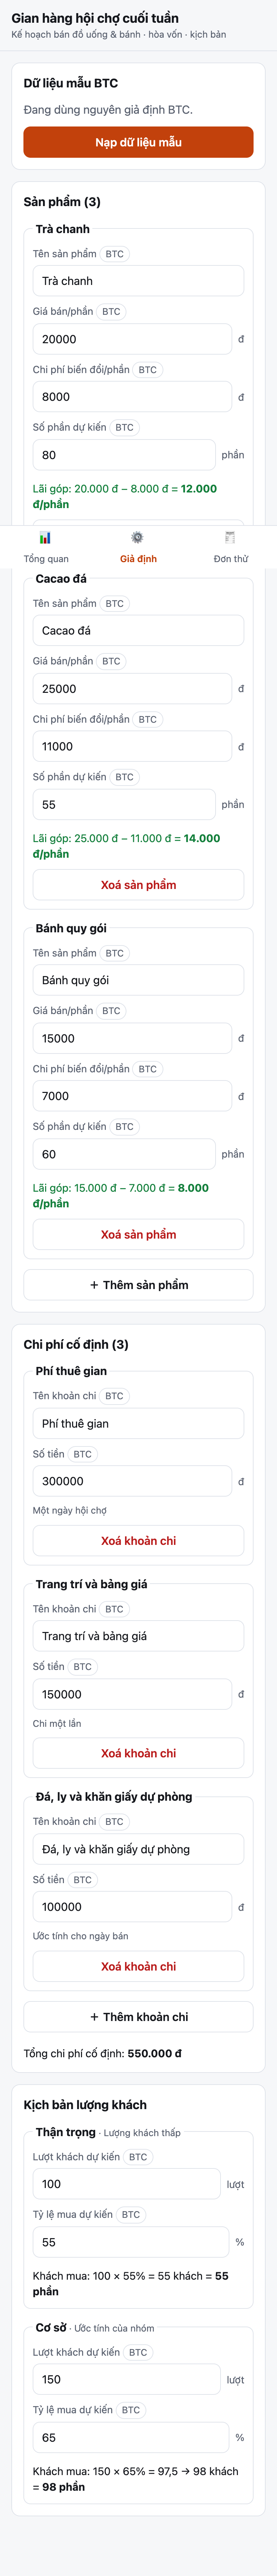 Gian hàng hội chợ cuối tuần
Kế hoạch bán đồ uống & bánh · hòa vốn · kịch bản
Dữ liệu mẫu BTC
Đang dùng nguyên giả định BTC.
Nạp dữ liệu mẫu
Sản phẩm (3)
Trà chanh
Tên sản phẩm BTC
Trà chanh
Giá bán/phần BTC
20000 đ
Chi phí biến đổi/phần BTC
8000 đ
Số phần dự kiến BTC
80 phần
Lãi góp: 20.000 đ − 8.000 đ = 12.000
đ/phần
Tổng quan Giả định Đơn thử
Cacao đá
Tên sản phẩm BTC
Cacao đá
Giá bán/phần BTC
25000 đ
Chi phí biến đổi/phần BTC
11000 đ
Số phần dự kiến BTC
55 phần
Lãi góp: 25.000 đ − 11.000 đ = 14.000
đ/phần
Xoá sản phẩm
Bánh quy gói
Tên sản phẩm BTC
Bánh quy gói
Giá bán/phần BTC
15000 đ
Chi phí biến đổi/phần BTC
7000 đ
Số phần dự kiến BTC
60 phần
Lãi góp: 15.000 đ − 7.000 đ = 8.000
đ/phần
Xoá sản phẩm
+ Thêm sản phẩm
Chi phí cố định (3)
Phí thuê gian
Tên khoản chi BTC
Phí thuê gian
Số tiền BTC
300000 đ
Một ngày hội chợ
Xoá khoản chi
Trang trí và bảng giá
Tên khoản chi BTC
Trang trí và bảng giá
Số tiền BTC
150000 đ
Chi một lần
Xoá khoản chi
Đá, ly và khăn giấy dự phòng
Tên khoản chi BTC
Đá, ly và khăn giấy dự phòng
Số tiền BTC
100000 đ
Ước tính cho ngày bán
Xoá khoản chi
+ Thêm khoản chi
Tổng chi phí cố định: 550.000 đ
Kịch bản lượng khách
Thận trọng · Lượng khách thấp
Lượt khách dự kiến BTC
100 lượt
Tỷ lệ mua dự kiến BTC
55 %
Khách mua: 100 × 55% = 55 khách = 55
phần
Cơ sở · Ước tính của nhóm
Lượt khách dự kiến BTC
150 lượt
Tỷ lệ mua dự kiến BTC
65 %
Khách mua: 150 × 65% = 97,5 → 98 khách
= 98 phần